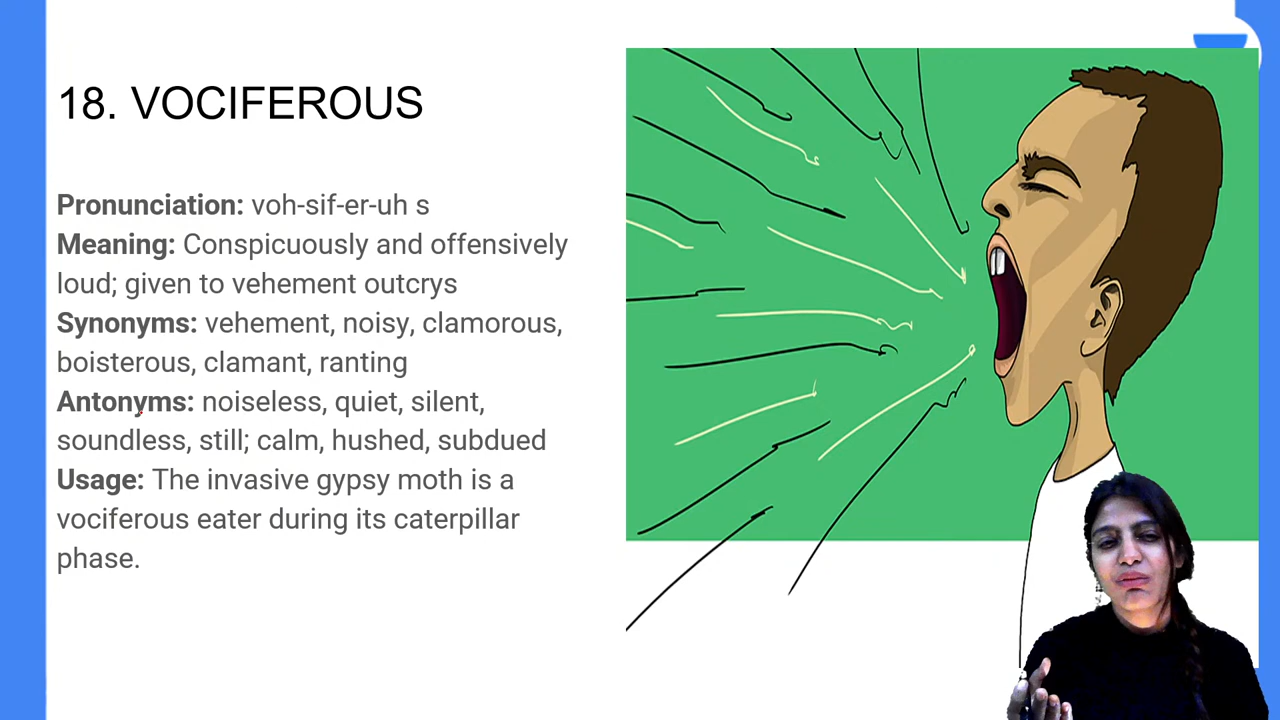 18. VOCIFEROUS
Pronunciation: voh-sif-er-uh s
Meaning: Conspicuously and offensively
loud; given to vehement outcrys
Synonyms: vehement, noisy, clamorous,
boisterous, clamant, ranting
Antonyms: noiseless, quiet, silent,
soundless, still; calm, hushed, subdued
Usage: The invasive gypsy moth is a
vociferous eater during its caterpillar
phase.